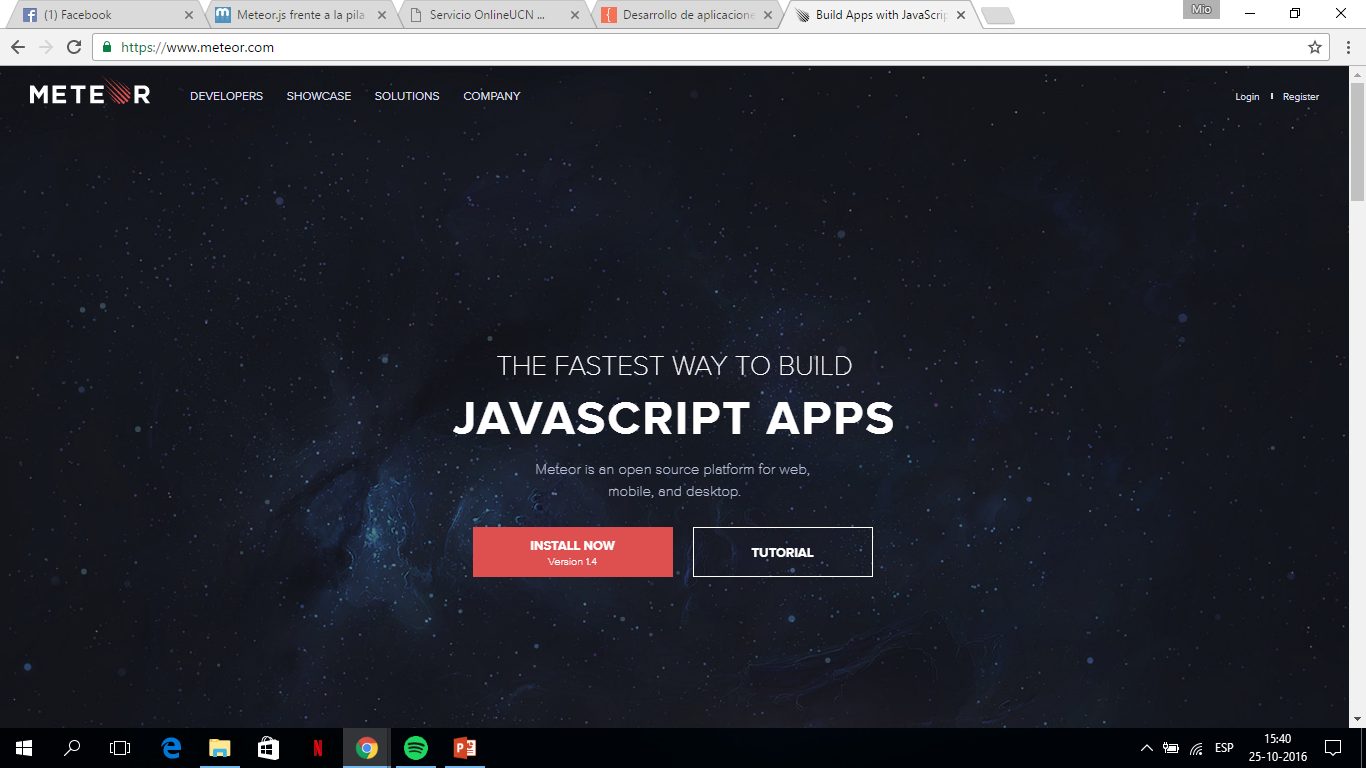 (1) Facebook
Meteor.js frente a la pila
Servicio OnlineUCN ...
Desarrollo de aplicacione
Build Apps with JavaScrip
Mio
https://www.meteor.com
METEOR
DEVELOPERS
SHOWCASE
SOLUTIONS
COMPANY
Login
Register
THE FASTEST WAY TO BUILD
JAVASCRIPT APPS
Meteor is an open source platform for web,
mobile, and desktop.
INSTALL NOW
Version 1.4
TUTORIAL
ESP
15:40
25-10-2016